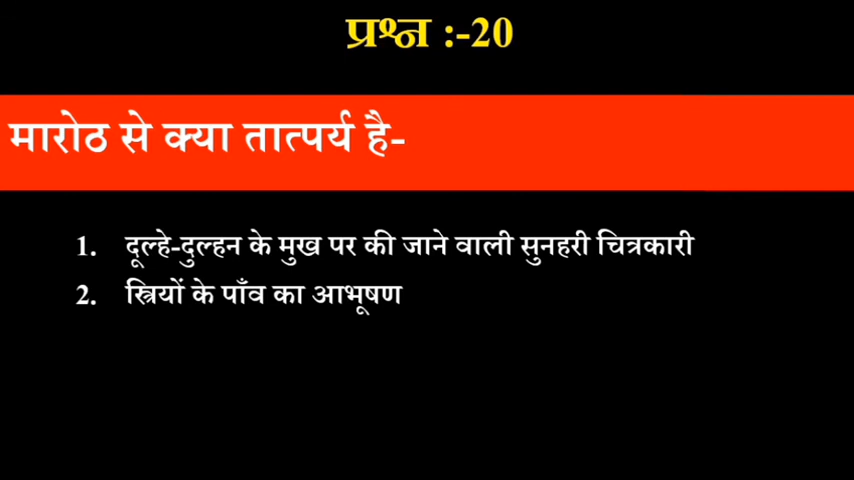 प्रश्न :-20
मारोठ से क्या तात्पर्य है-
1. दूल्हे-दुल्हन के मुख पर की जाने वाली सुनहरी चित्रकारी
2. स्त्रियों के पाँव का आभूषण